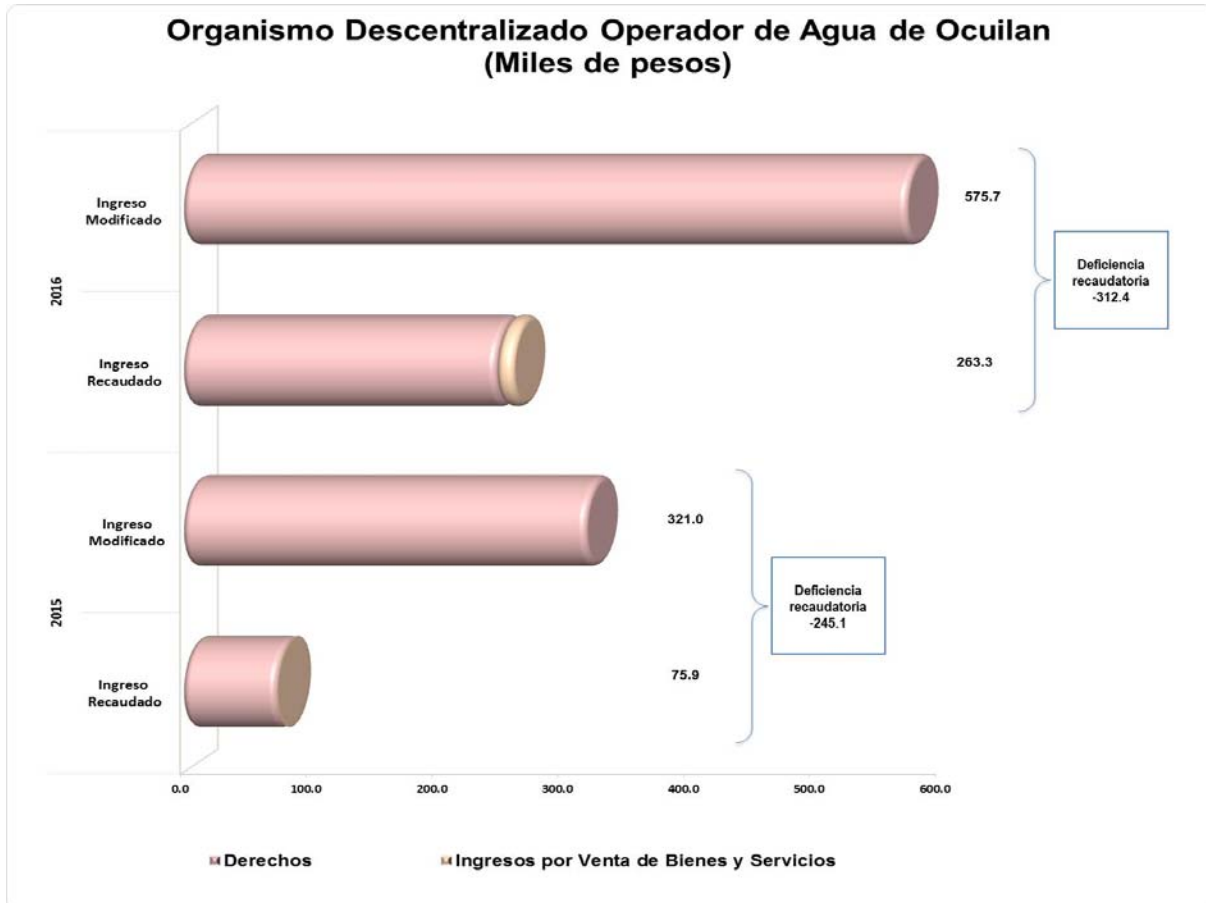 Organismo Descentralizado Operador de Agua de Ocuilan
(Miles de pesos)
2016
Ingreso
Modificado
575.7
Ingreso
Recaudado
263.3
Deficiencia
recaudatoria
-312.4
2015
Ingreso
Modificado
321.0
Ingreso
Recaudado
75.9
Deficiencia
recaudatoria
-245.1
0.0 100.0 200.0 300.0 400.0 500.0 600.0
Derechos Ingresos por Venta de Bienes y Servicios